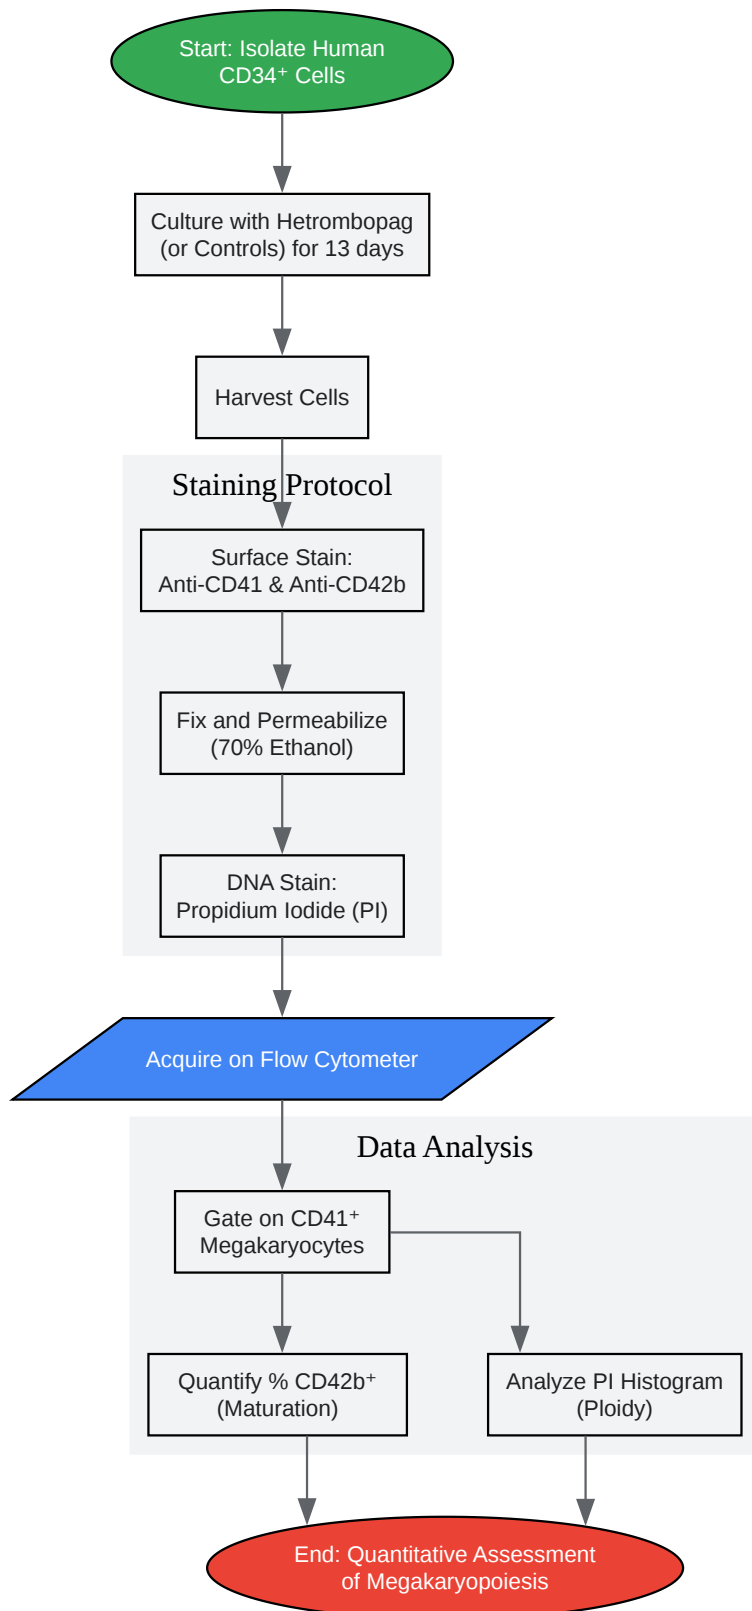 Start: Isolate Human
CD34⁺ Cells
Culture with Hetrombopag
(or Controls) for 13 days
Harvest Cells
Staining Protocol
Surface Stain:
Anti-CD41 & Anti-CD42b
Fix and Permeabilize
(70% Ethanol)
DNA Stain:
Propidium Iodide (PI)
Acquire on Flow Cytometer
Data Analysis
Gate on CD41⁺
Megakaryocytes
Quantify % CD42b⁺
(Maturation)
Analyze PI Histogram
(Ploidy)
End: Quantitative Assessment
of Megakaryopoiesis